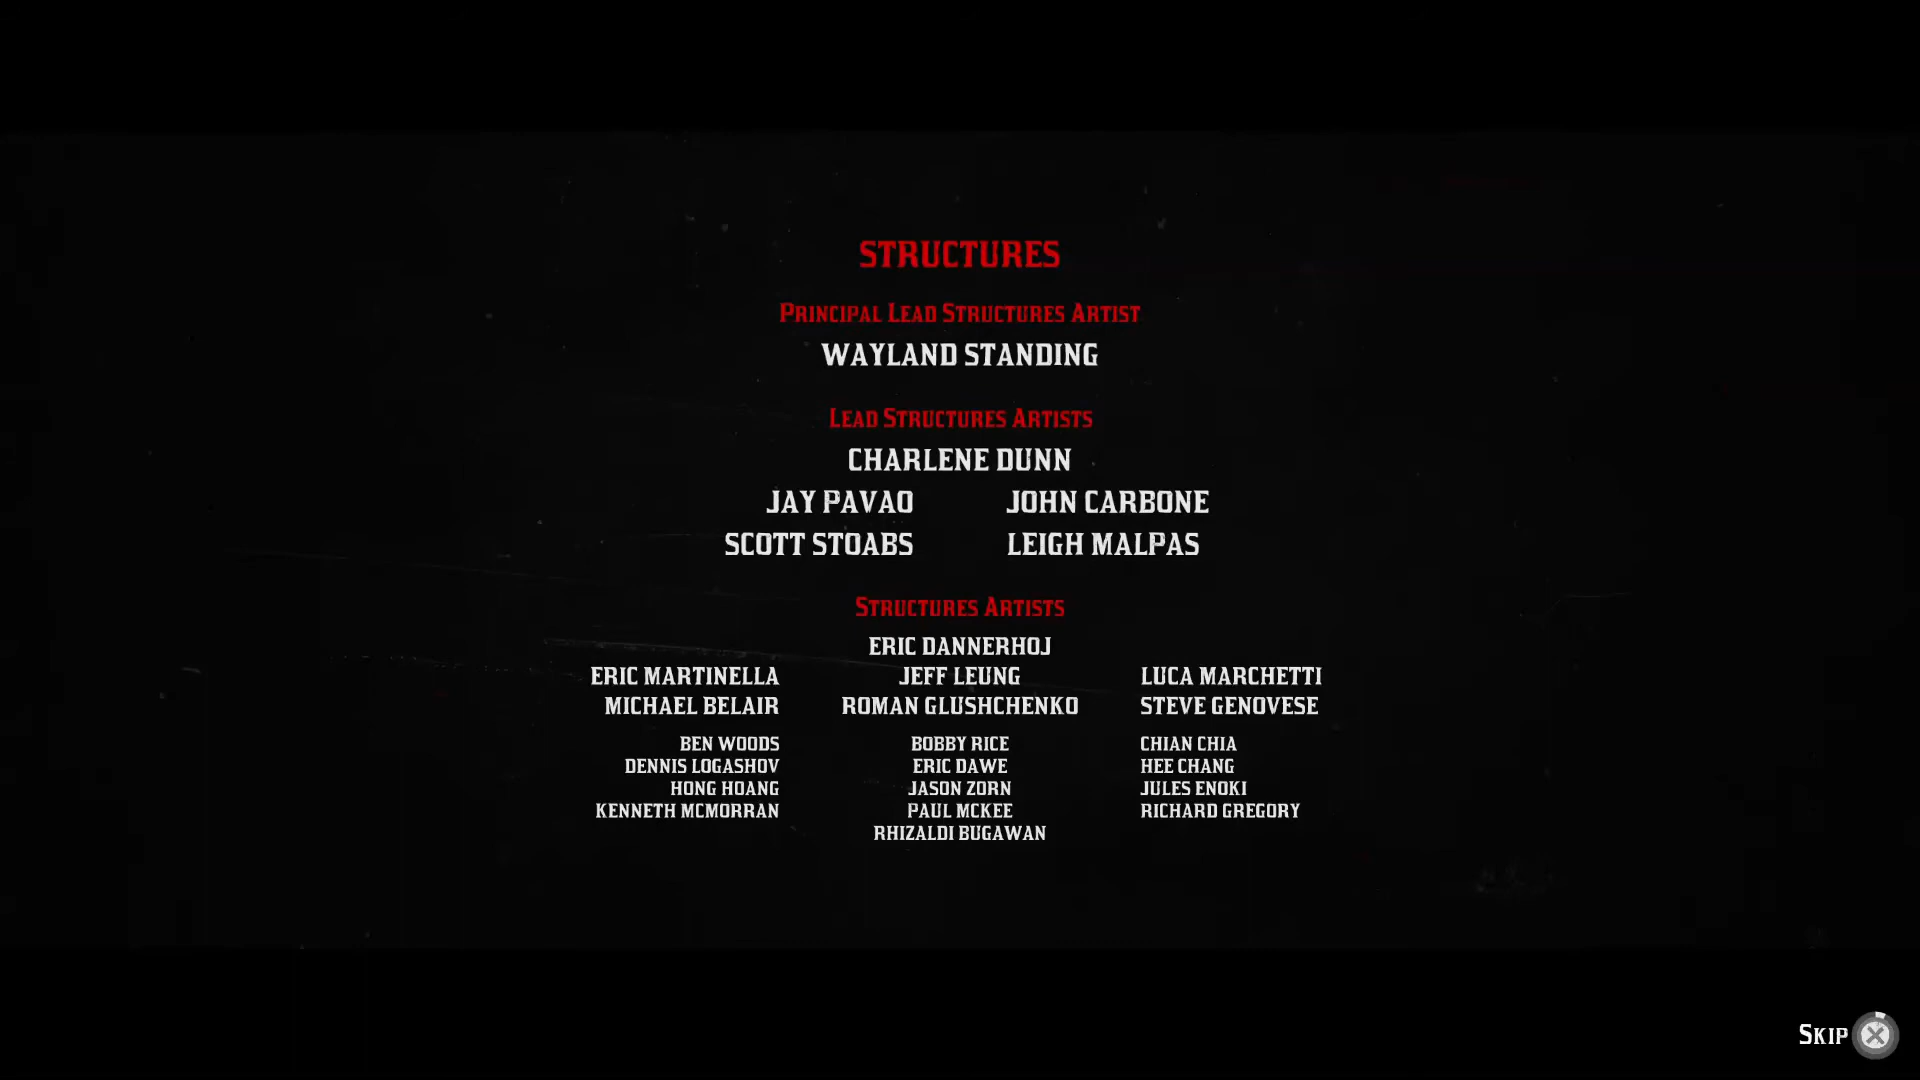 STRUCTURES
PRINCIPAL LEAD STRUCTURES ARTIST
WAYLAND STANDING
LEAD STRUCTURES ARTISTS
CHARLENE DUNN
JAY PAVAO JOHN CARBONE
SCOTT STOABS LEIGH MALPAS
STRUCTURES ARTISTS
ERIC DANNERHOJ
ERIC MARTINELLA JEFF LEUNG LUCA MARCHETTI
MICHAEL BELAIR ROMAN GLUSHCHENKO STEVE GENOVESE
BEN WOODS BOBBY RICE CHIAN CHIA
DENNIS LOGASHOV ERIC DAWE HEE CHANG
HONG HOANG JASON ZORN JULES ENOKI
KENNETH MCMORRAN PAUL MCKEE RICHARD GREGORY
RHIZALDI BUGAWAN
SKIP